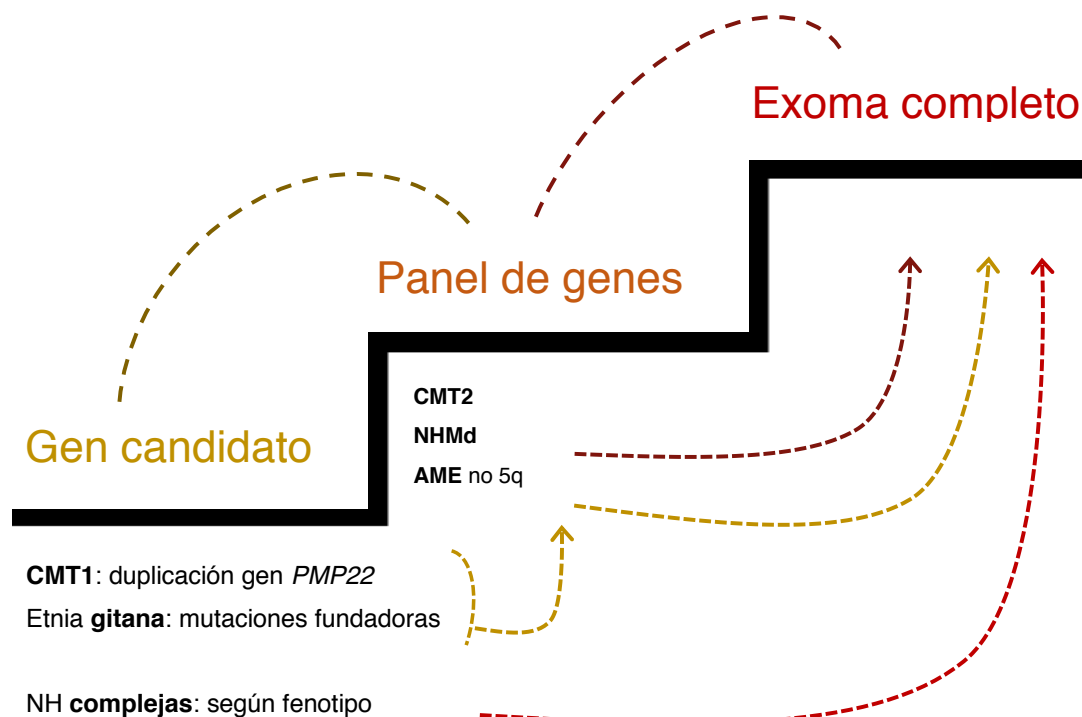 Exoma completo
Panel de genes
CMT2
NHMd
AME no 5q
Gen candidato
CMT1: duplicación gen PMP22
Etnia gitana: mutaciones fundadoras
NH complejas: según fenotipo